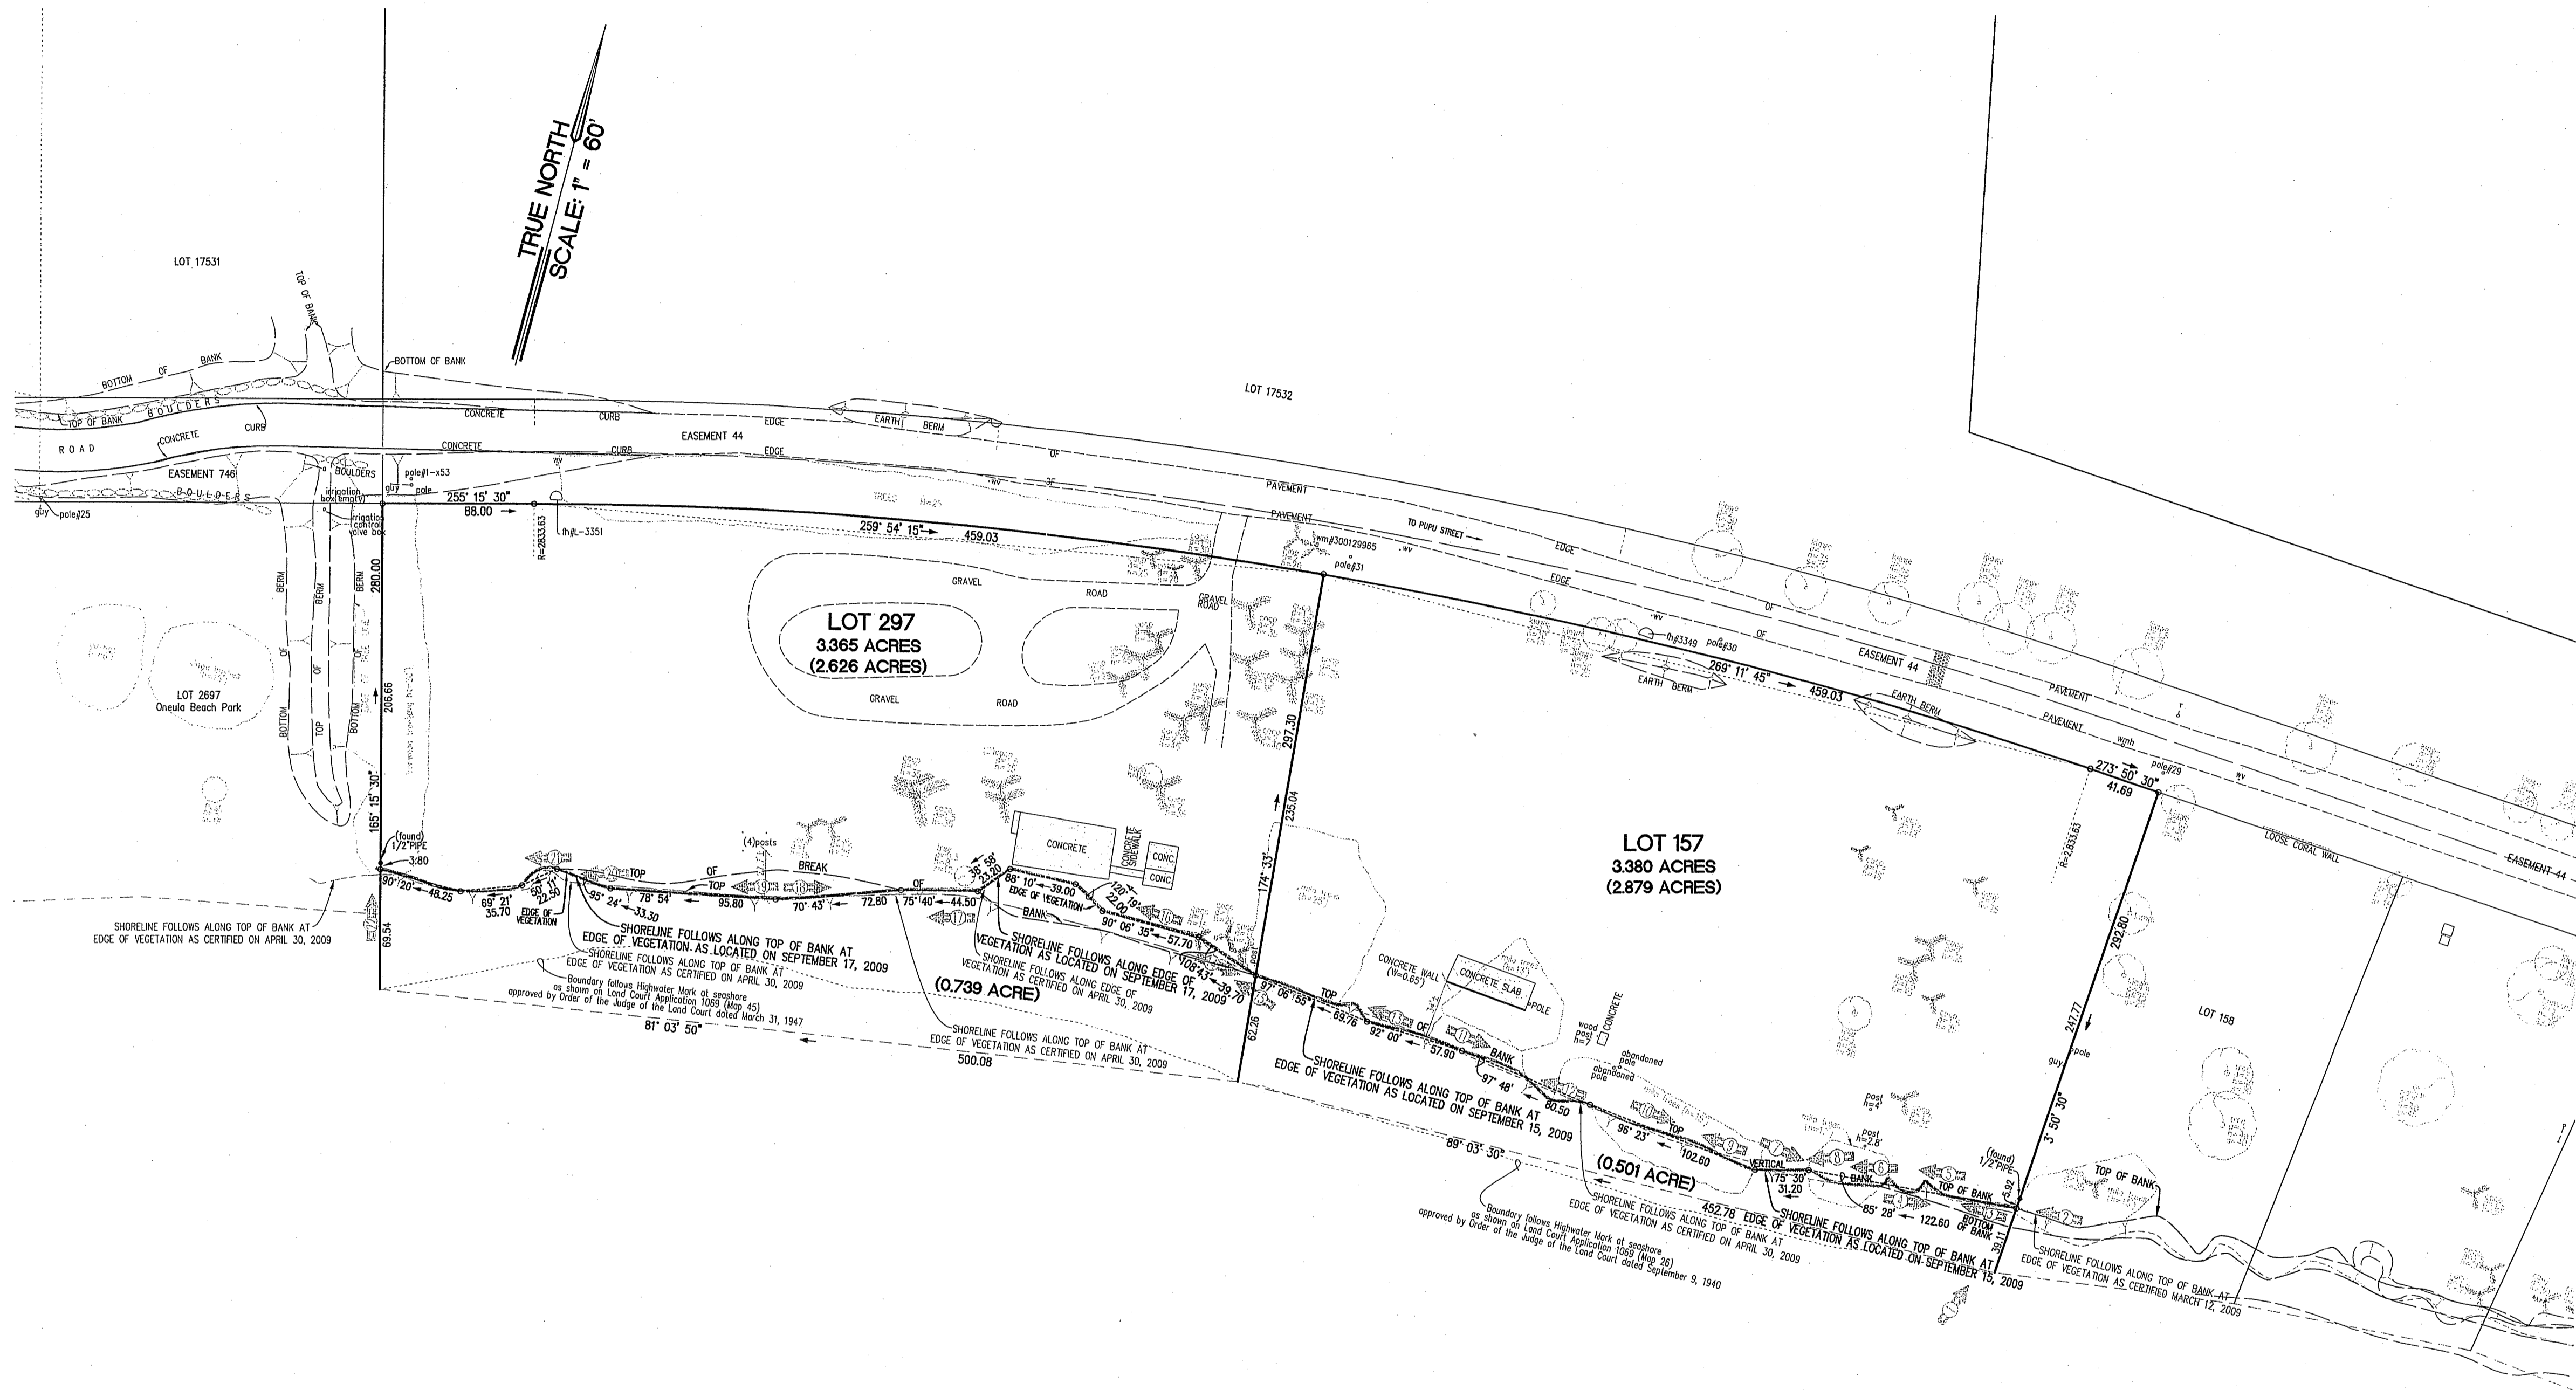 TRUE NORTH
SCALE: 1" = 60'
LOT 17531
TOP OF BANK
BOTTOM OF BANK
BOTTOM OF BANK
BOULDERS
TOP OF BANK
CONCRETE CURB
CONCRETE CURB
ROAD
CONCRETE
CURB
CONCRETE
CURB
EASEMENT 746
BOULDERS
BOULDERS
guy
pole#25
pole#1-x53
guy
pole
irrigation
box(empty)
irrigation
control
valve box
EASEMENT 44
EDGE
EDGE
EARTH BERM
OF
OF
PAVEMENT
PAVEMENT
LOT 17532
TREES H=25
wv
wv
255° 15' 30"
88.00
R=2833.63
fh#L-3351
259° 54' 15"
459.03
wm#300129965
pole#31
wv
TO PUPU STREET
EDGE
EDGE
OF
OF
wv
GRAVEL ROAD
GRAVEL
ROAD
GRAVEL ROAD
LOT 297
3.365 ACRES
(2.626 ACRES)
fh#3349
pole#30
EARTH BERM
269° 11' 45"
459.03
EARTH BERM
EASEMENT 44
PAVEMENT
PAVEMENT
wmh
pole#29
wv
273° 50' 30"
41.69
R=2,833.63
LOOSE CORAL WALL
EASEMENT 44
LOT 2697
Oneula Beach Park
BOTTOM OF BERM
TOP OF BERM
BOTTOM OF BERM
280.00
206.66
165° 15' 30"
297.30
235.04
174° 33'
LOT 157
3.380 ACRES
(2.879 ACRES)
292.80
247.77
3° 50' 30"
LOT 158
guy
pole
(found)
1/2"PIPE
3.80
90° 20'
48.25
69° 21'
35.70
50°
22.50
EDGE OF
VEGETATION
95° 24'
33.30
TOP OF BREAK
TOP OF
78° 54'
95.80
(4)posts
70° 43'
72.80
75° 40'
44.50
38° 58'
23.20
88° 10'
39.00
EDGE OF VEGETATION
120° 19'
22.00
90° 06' 35"
57.70
108° 43'
39.70
BANK
CONCRETE
CONCRETE
SIDEWALK
CONC.
CONC.
69.54
SHORELINE FOLLOWS ALONG TOP OF BANK AT
EDGE OF VEGETATION AS CERTIFIED ON APRIL 30, 2009
SHORELINE FOLLOWS ALONG TOP OF BANK AT
EDGE OF VEGETATION AS LOCATED ON SEPTEMBER 17, 2009
SHORELINE FOLLOWS ALONG TOP OF BANK AT
EDGE OF VEGETATION AS CERTIFIED ON APRIL 30, 2009
Boundary follows Highwater Mark at seashore
as shown on Land Court Application 1069 (Map 45)
approved by Order of the Judge of the Land Court dated March 31, 1947
81° 03' 50"
500.08
SHORELINE FOLLOWS ALONG EDGE OF
VEGETATION AS LOCATED ON SEPTEMBER 17, 2009
SHORELINE FOLLOWS ALONG EDGE OF
VEGETATION AS CERTIFIED ON APRIL 30, 2009
(0.739 ACRE)
SHORELINE FOLLOWS ALONG TOP OF BANK AT
EDGE OF VEGETATION AS CERTIFIED ON APRIL 30, 2009
62.26
97° 06' 55"
69.76
TOP
OF
BANK
92° 00'
57.90
97° 48'
80.50
CONCRETE WALL
(W=0.65')
CONCRETE SLAB
POLE
wood
post
h=7'
CONCRETE
abandoned
pole
abandoned
pole
SHORELINE FOLLOWS ALONG TOP OF BANK AT
EDGE OF VEGETATION AS LOCATED ON SEPTEMBER 15, 2009
96° 23'
102.60
TOP
VERTICAL
BANK
75° 30'
31.20
85° 28'
122.60
TOP OF BANK
BOTTOM
OF BANK
post
h=4'
post
h=2.8'
(found)
1/2"PIPE
5.92
39.11
89° 03' 30"
452.78
(0.501 ACRE)
Boundary follows Highwater Mark at seashore
as shown on Land Court Application 1069 (Map 26)
approved by Order of the Judge of the Land Court dated September 9, 1940
SHORELINE FOLLOWS ALONG TOP OF BANK AT
EDGE OF VEGETATION AS CERTIFIED ON APRIL 30, 2009
SHORELINE FOLLOWS ALONG TOP OF BANK AT
EDGE OF VEGETATION AS LOCATED ON SEPTEMBER 15, 2009
TOP OF BANK
SHORELINE FOLLOWS ALONG TOP OF BANK AT
EDGE OF VEGETATION AS CERTIFIED MARCH 12, 2009